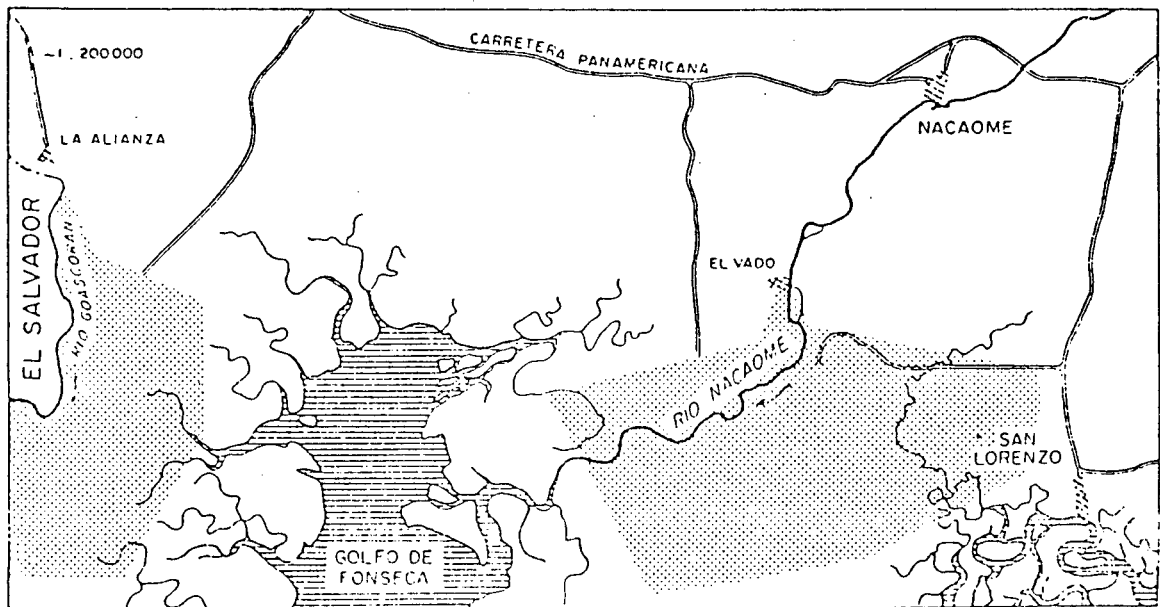 CARRETERA PANAMERICANA
~1 . 200000
LA ALIANZA
NACAOME
EL SALVADOR
RIO GOASCORAN
EL VADO
RIO NACAOME
SAN
LORENZO
GOLFO DE
FONSECA